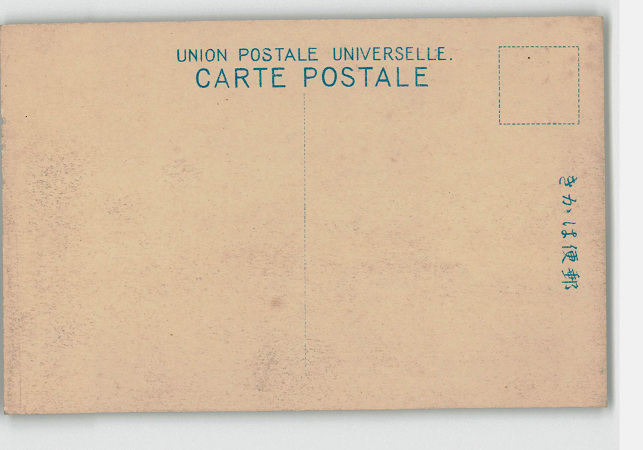 UNION POSTALE UNIVERSELLE.
CARTE POSTALE
きかは便郵